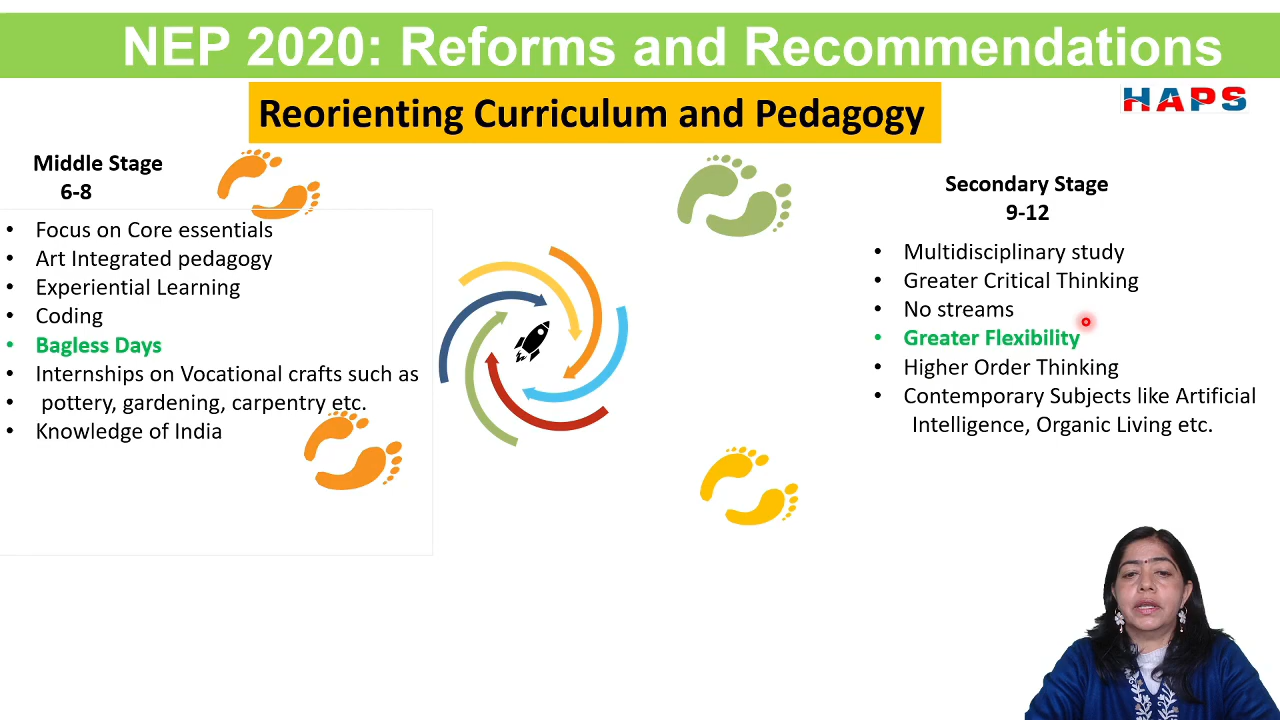 NEP 2020: Reforms and Recommendations
Reorienting Curriculum and Pedagogy
HAPS
Middle Stage
6-8
• Focus on Core essentials
• Art Integrated pedagogy
• Experiential Learning
• Coding
• Bagless Days
• Internships on Vocational crafts such as
• pottery, gardening, carpentry etc.
• Knowledge of India
Secondary Stage
9-12
• Multidisciplinary study
• Greater Critical Thinking
• No streams
• Greater Flexibility
• Higher Order Thinking
• Contemporary Subjects like Artificial
Intelligence, Organic Living etc.